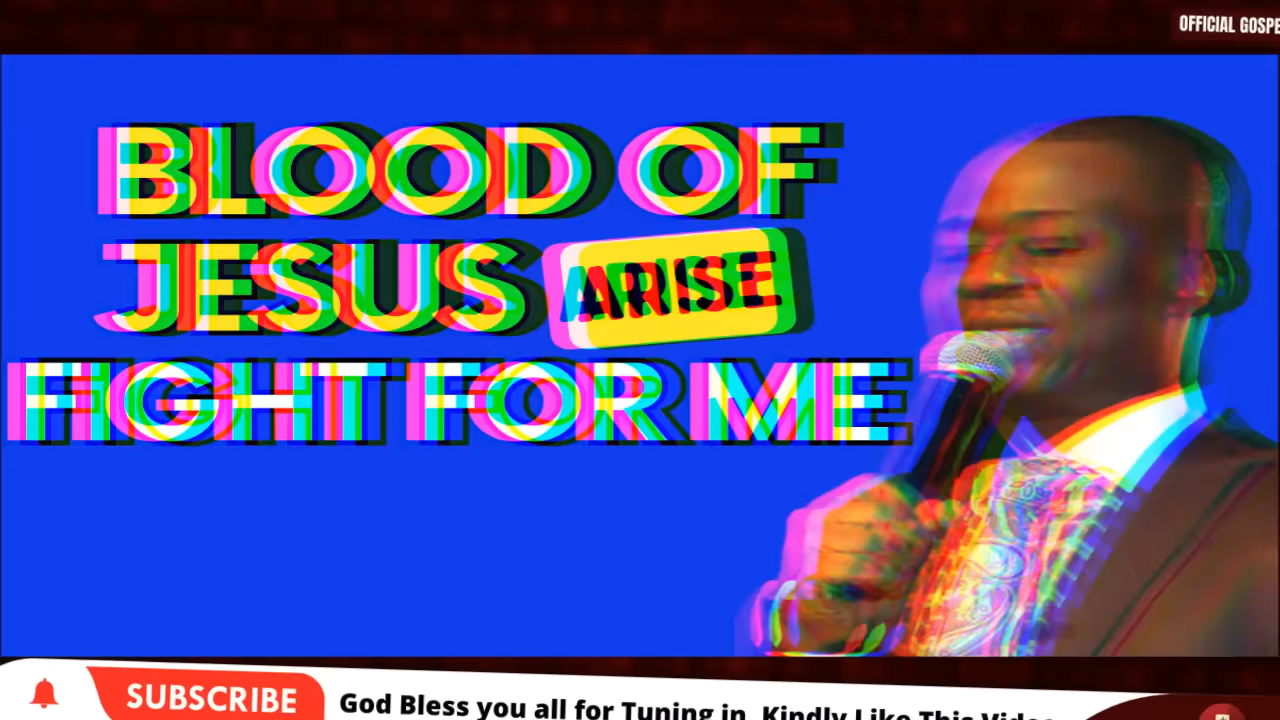 OFFICIAL GOSPE
BLOOD OF
JESUS ARISE
FIGHT FOR ME
SUBSCRIBE
God Bless you all for Tuning in. Kindly Like This Video